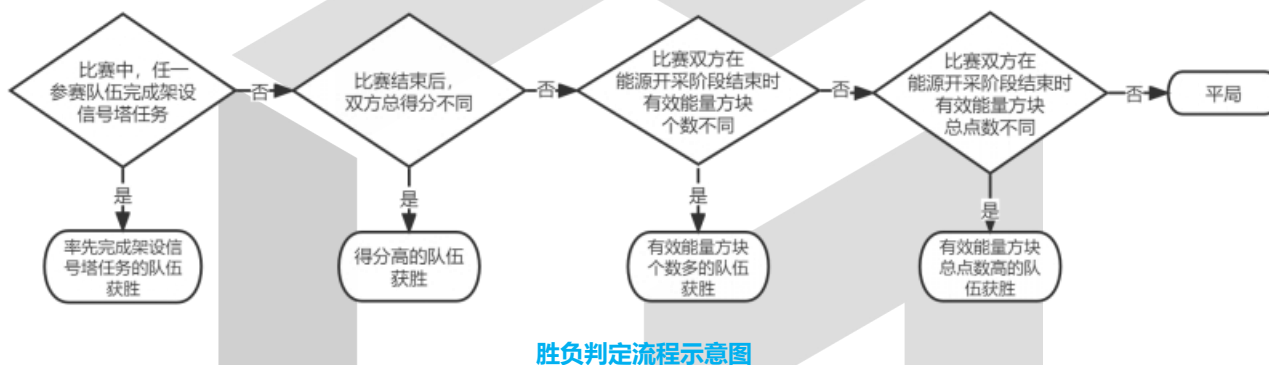 比赛中，任一
参赛队伍完成架设
信号塔任务
否
比赛结束后，
双方总得分不同
否
比赛双方在
能源开采阶段结束时
有效能量方块
个数不同
否
比赛双方在
能源开采阶段结束时
有效能量方块
总点数不同
否
平局
是
是
是
是
率先完成架设信
号塔任务的队伍
获胜
得分高的队伍
获胜
有效能量方块
个数多的队伍
获胜
有效能量方块
总点数高的队
伍获胜
胜负判定流程示意图